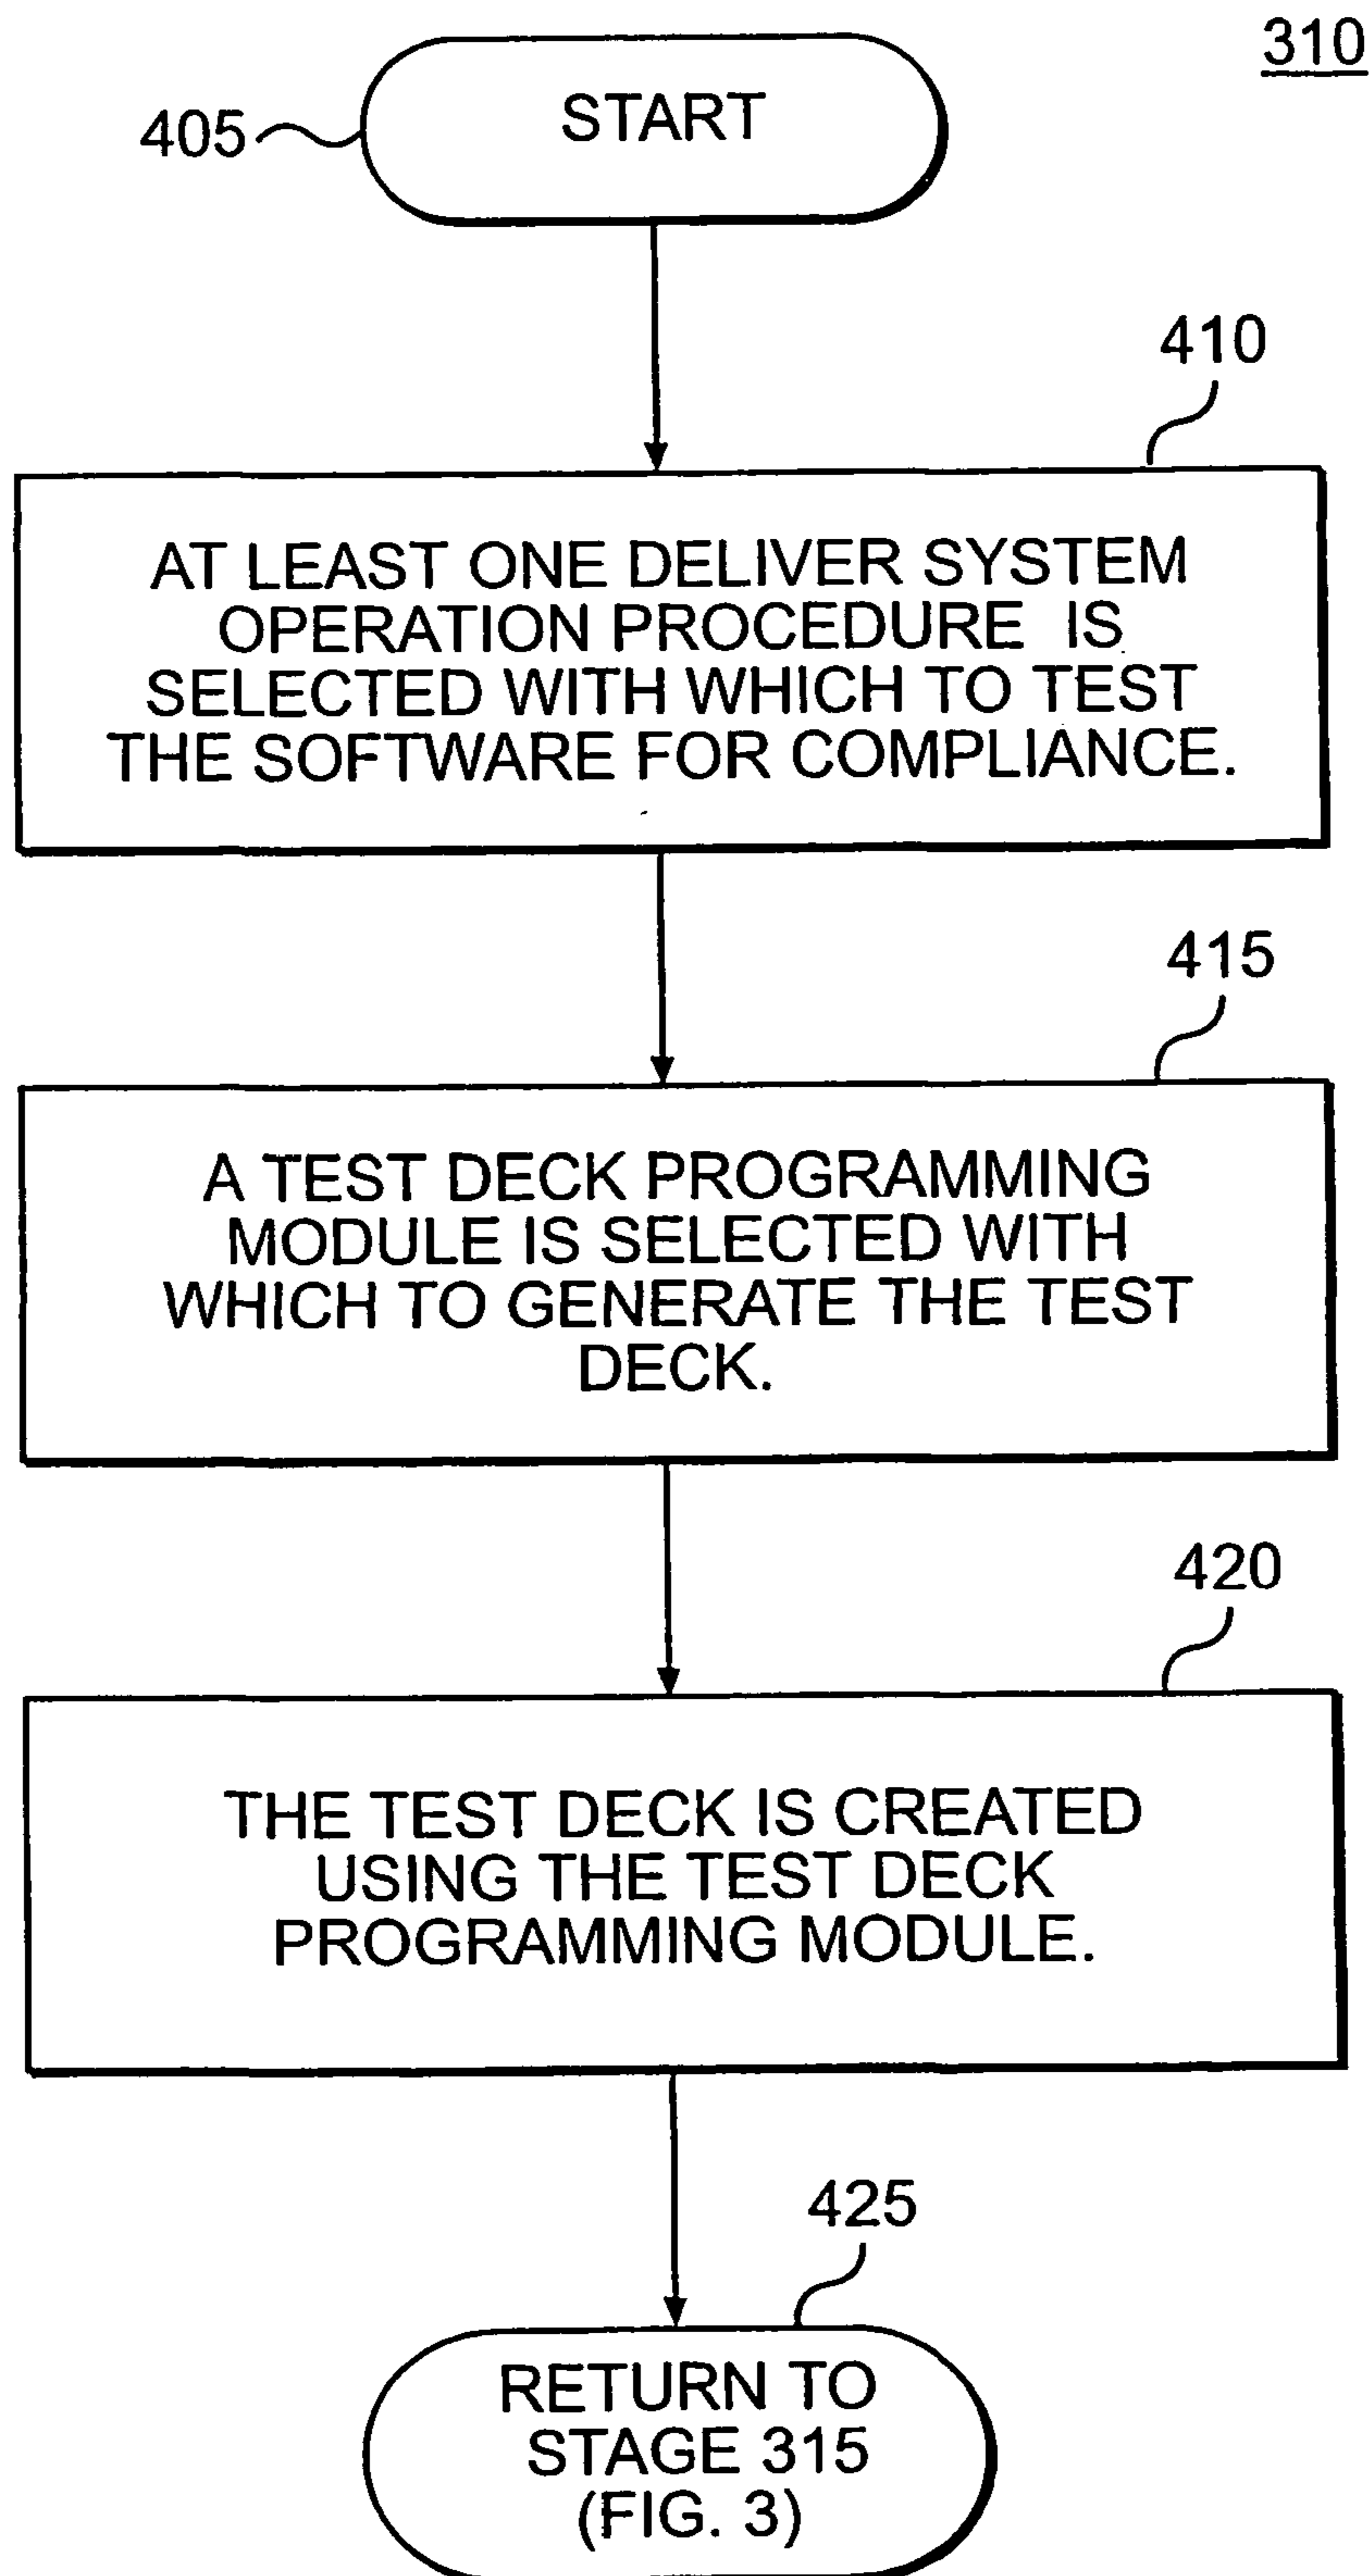 310
405
START
410
AT LEAST ONE DELIVER SYSTEM
OPERATION PROCEDURE IS
SELECTED WITH WHICH TO TEST
THE SOFTWARE FOR COMPLIANCE.
415
A TEST DECK PROGRAMMING
MODULE IS SELECTED WITH
WHICH TO GENERATE THE TEST
DECK.
420
THE TEST DECK IS CREATED
USING THE TEST DECK
PROGRAMMING MODULE.
425
RETURN TO
STAGE 315
(FIG. 3)